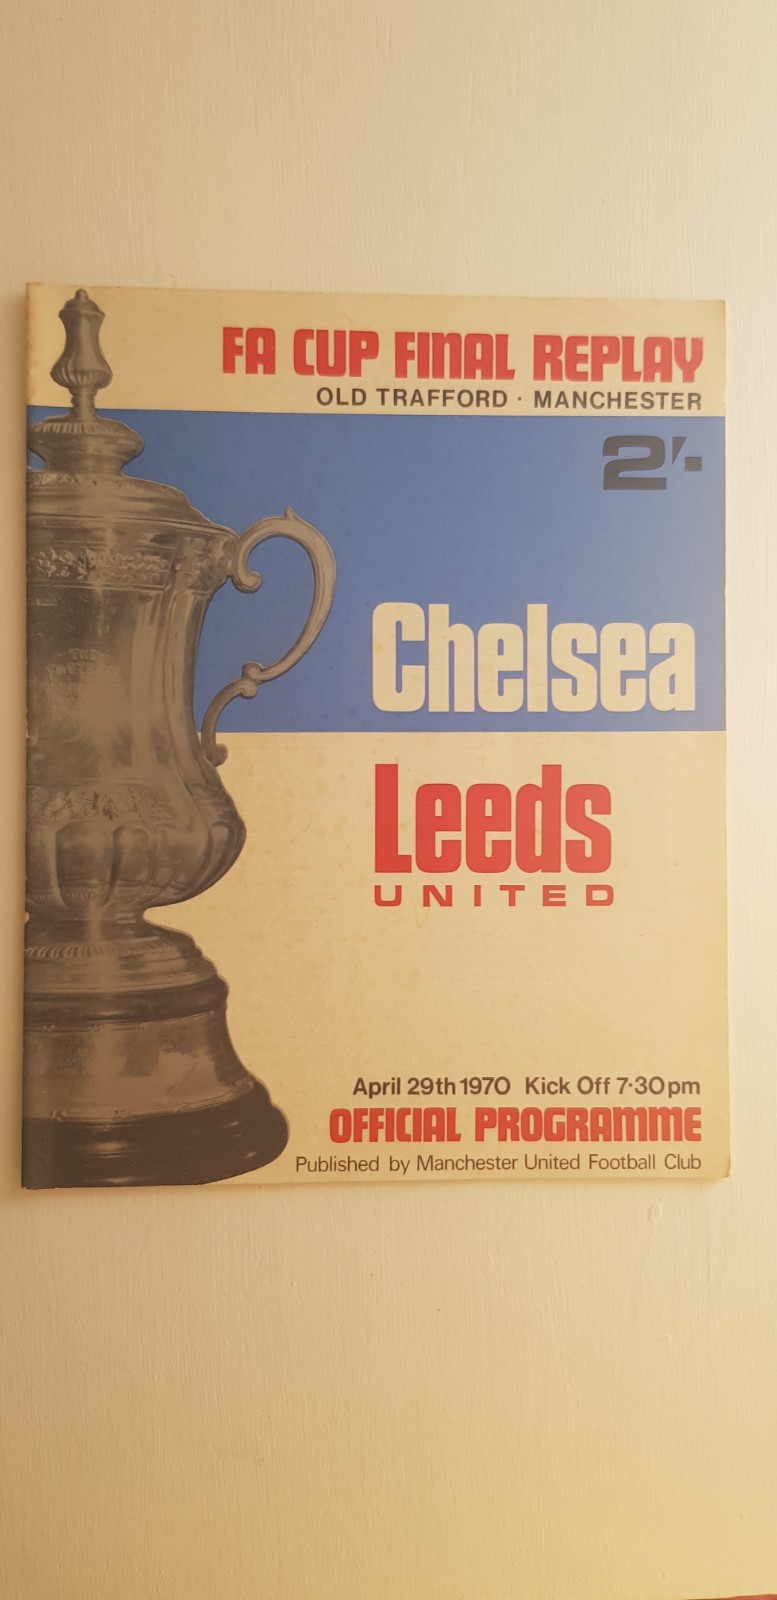 FA CUP FINAL REPLAY
OLD TRAFFORD · MANCHESTER
2'-
Chelsea
Leeds
UNITED
April 29th 1970 Kick Off 7·30pm
OFFICIAL PROGRAMME
Published by Manchester United Football Club
THE